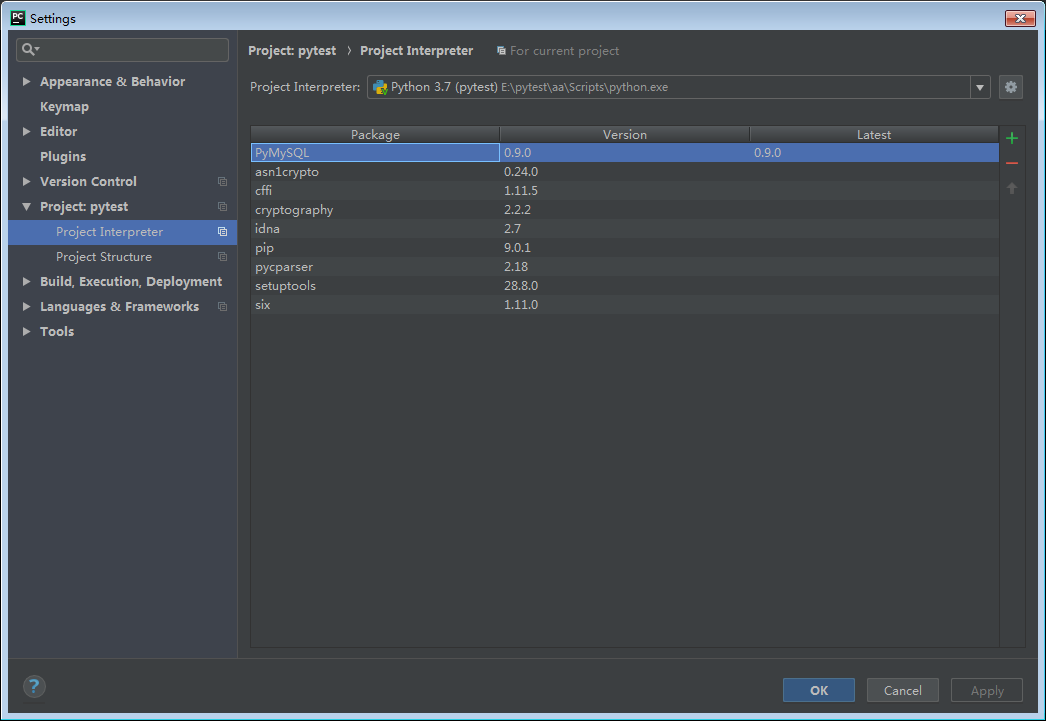 PC Settings
Project: pytest › Project Interpreter For current project
Appearance & Behavior
Keymap
Editor
Plugins
Version Control
Project: pytest
Project Interpreter
Project Structure
Build, Execution, Deployment
Languages & Frameworks
Tools
Project Interpreter: Python 3.7 (pytest) E:\pytest\aa\Scripts\python.exe
Package Version Latest
PyMySQL 0.9.0 0.9.0
asn1crypto 0.24.0
cffi 1.11.5
cryptography 2.2.2
idna 2.7
pip 9.0.1
pycparser 2.18
setuptools 28.8.0
six 1.11.0
? OK Cancel Apply